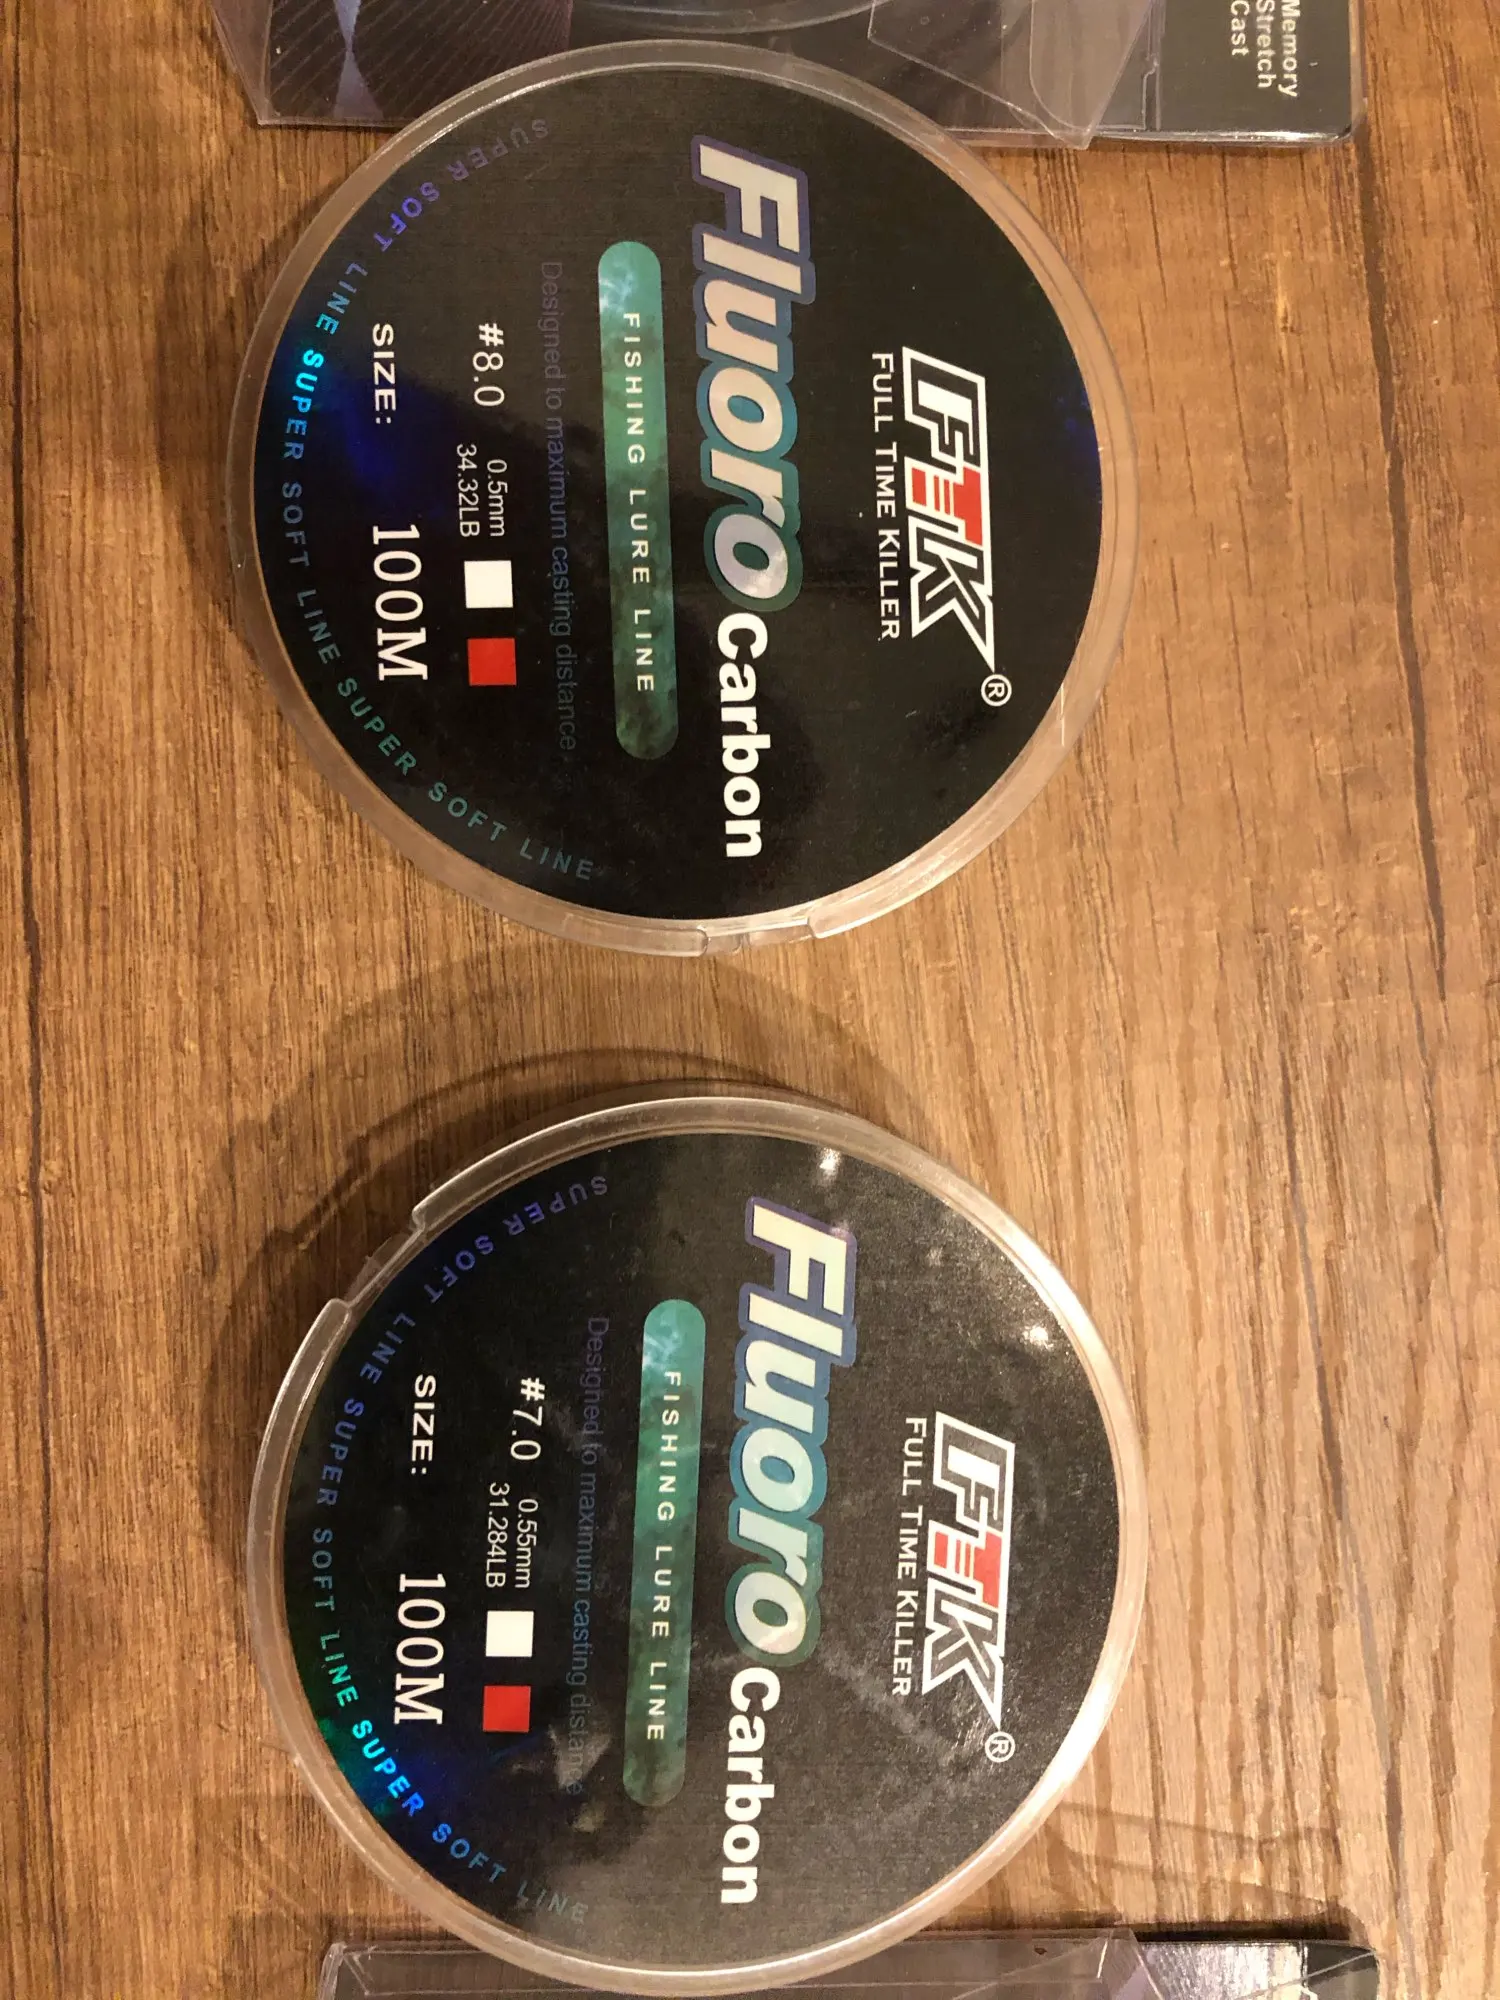 Memory
Stretch
Cast
FTK®
FULL TIME KILLER
Fluoro Carbon
FISHING LURE LINE
Designed to maximum casting distance
#8.0 0.5mm
34.32LB
SIZE: 100M
SUPER SOFT LINE SUPER SOFT LINE SUPER SOFT LINE
FTK®
FULL TIME KILLER
Fluoro Carbon
FISHING LURE LINE
Designed to maximum casting distance
#7.0 0.55mm
31.284LB
SIZE: 100M
SUPER SOFT LINE SUPER SOFT LINE SUPER SOFT LINE